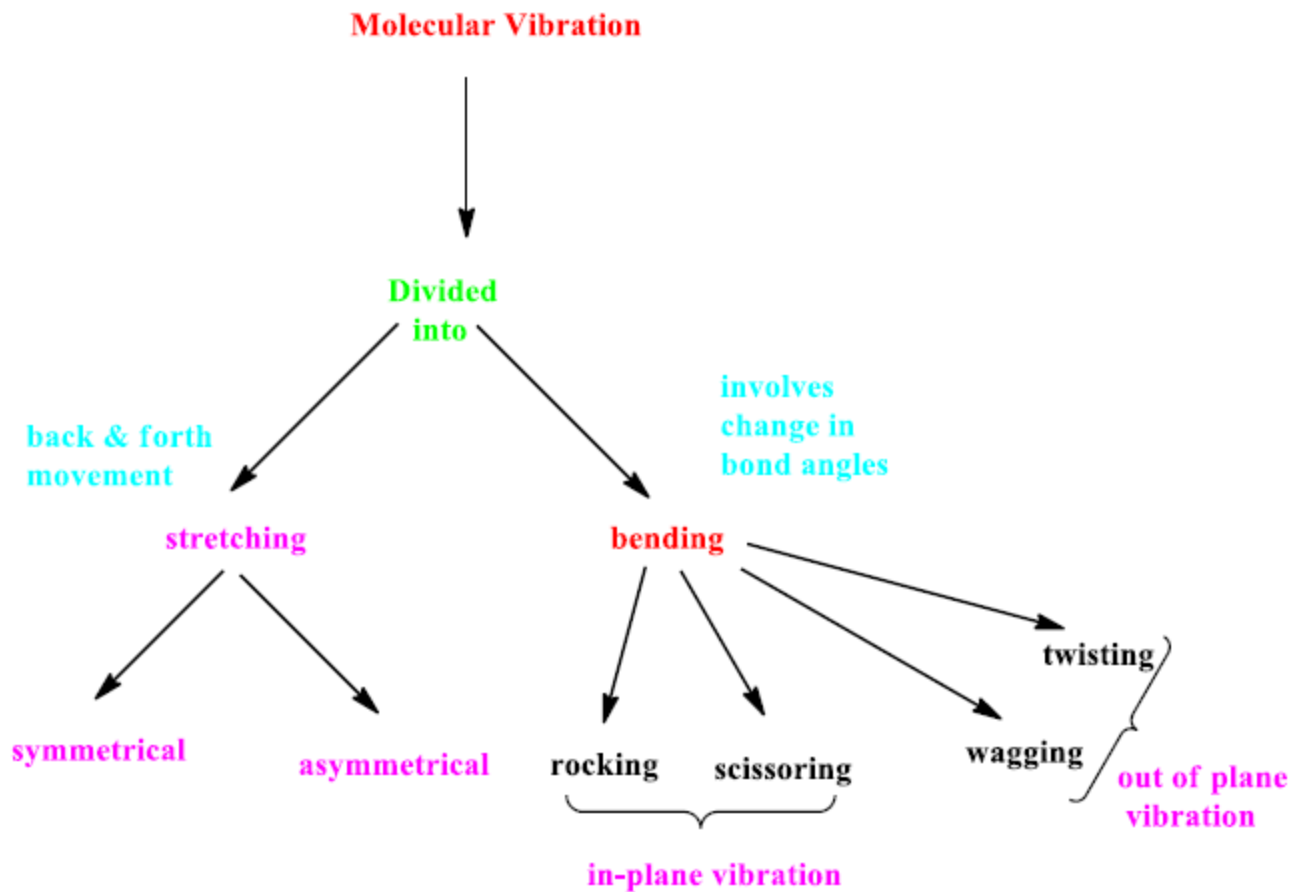 Molecular Vibration
Divided
into
back & forth
movement
involves
change in
bond angles
stretching
bending
symmetrical
asymmetrical
rocking
scissoring
wagging
twisting
in-plane vibration
out of plane
vibration